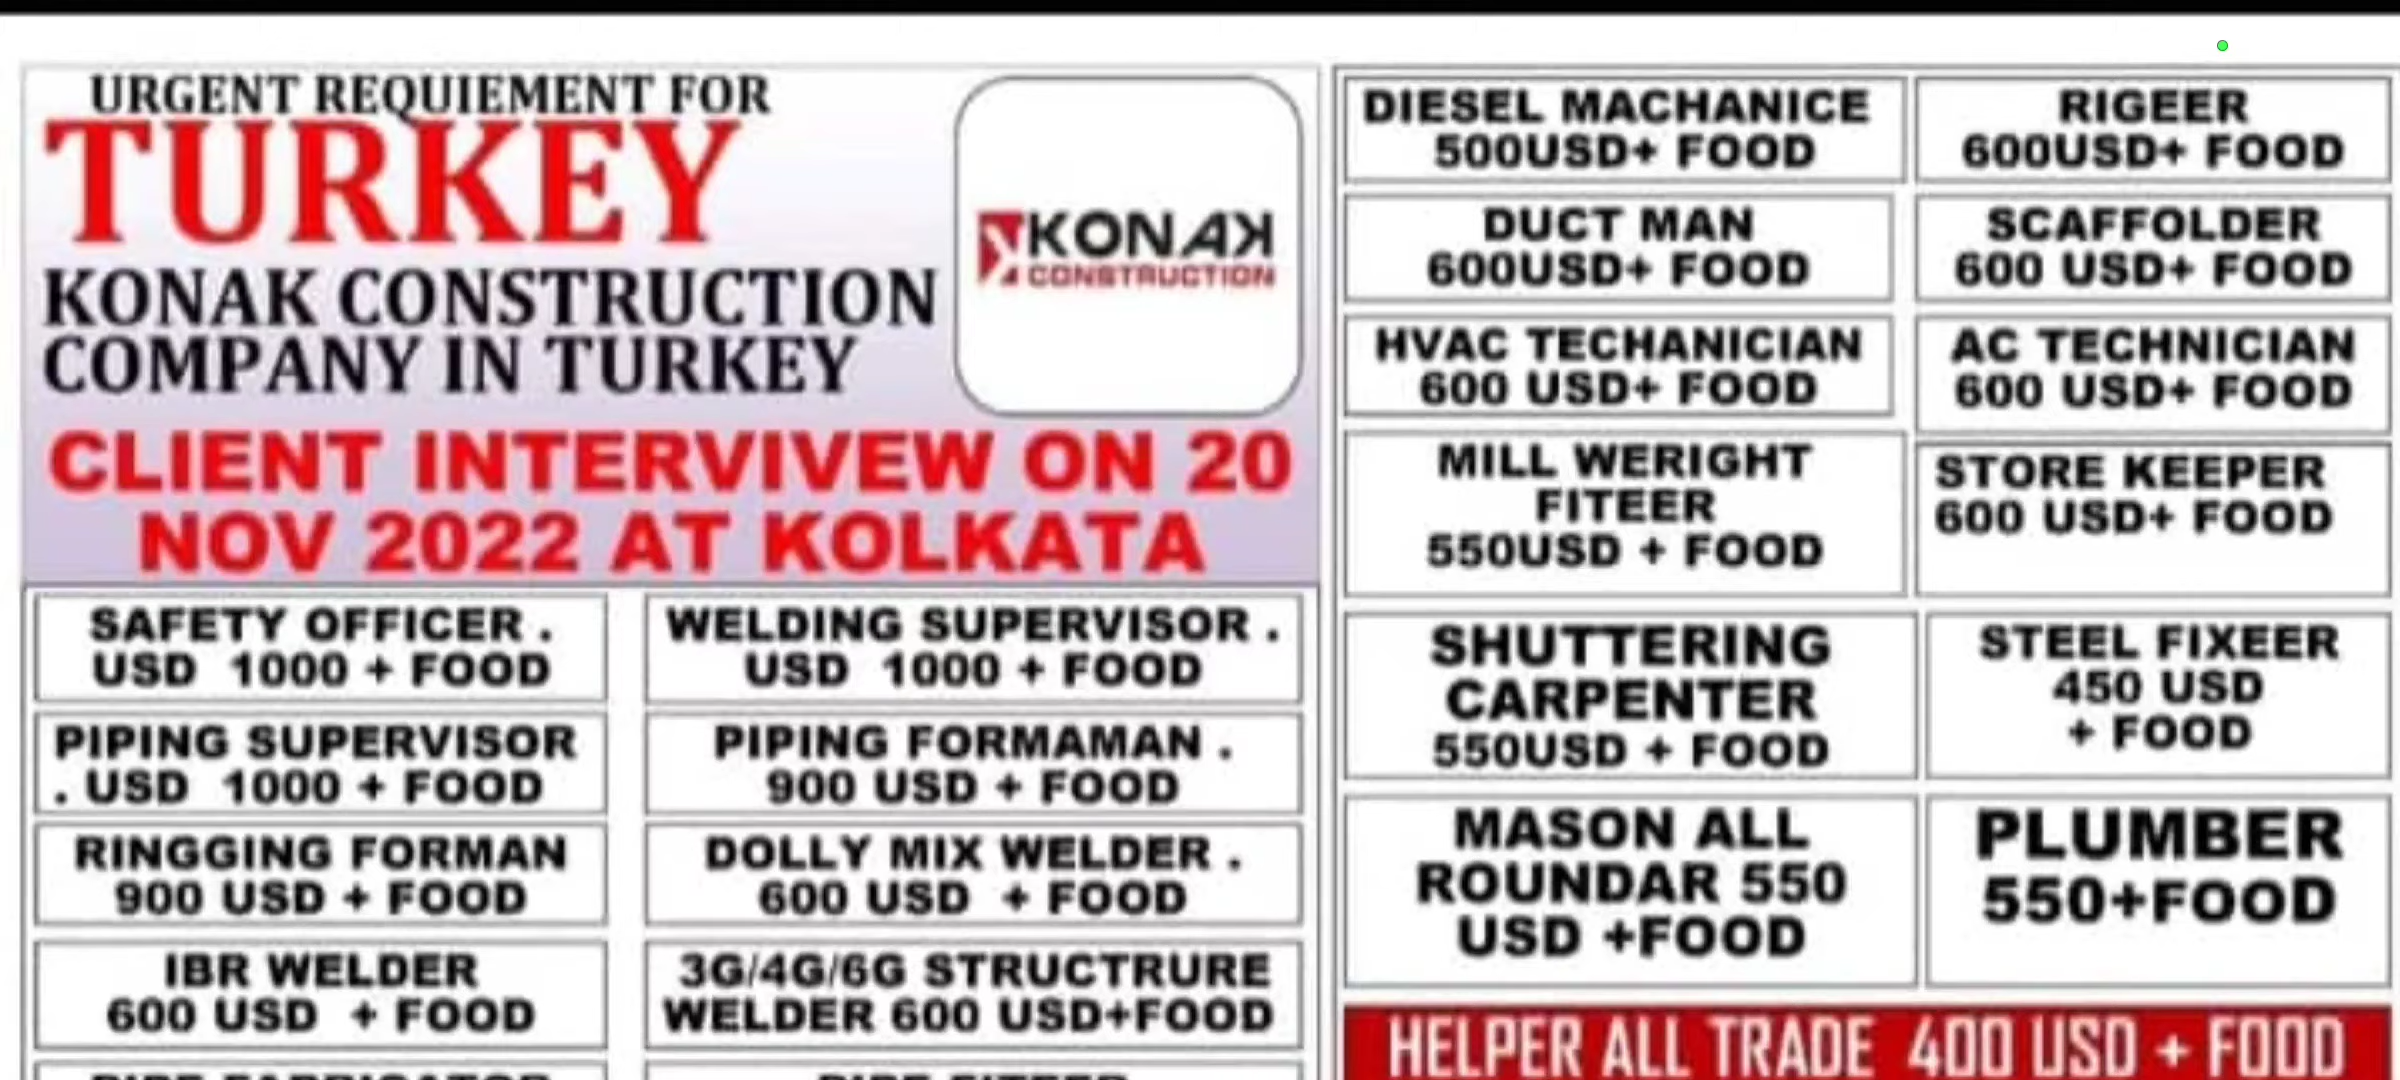 URGENT REQUIEMENT FOR
TURKEY
KONAK CONSTRUCTION
COMPANY IN TURKEY
KONAK
CONSTRUCTION
CLIENT INTERVIVEW ON 20
NOV 2022 AT KOLKATA
SAFETY OFFICER .
USD 1000 + FOOD
WELDING SUPERVISOR .
USD 1000 + FOOD
PIPING SUPERVISOR
. USD 1000 + FOOD
PIPING FORMAMAN .
900 USD + FOOD
RINGGING FORMAN
900 USD + FOOD
DOLLY MIX WELDER .
600 USD + FOOD
IBR WELDER
600 USD + FOOD
3G/4G/6G STRUCTRURE
WELDER 600 USD+FOOD
PIPE FABRICATOR
PIPE FITEER
DIESEL MACHANICE
500USD+ FOOD
RIGEER
600USD+ FOOD
DUCT MAN
600USD+ FOOD
SCAFFOLDER
600 USD+ FOOD
HVAC TECHANICIAN
600 USD+ FOOD
AC TECHNICIAN
600 USD+ FOOD
MILL WERIGHT
FITEER
550USD + FOOD
STORE KEEPER
600 USD+ FOOD
SHUTTERING
CARPENTER
550USD + FOOD
STEEL FIXEER
450 USD
+ FOOD
MASON ALL
ROUNDAR 550
USD +FOOD
PLUMBER
550+FOOD
HELPER ALL TRADE 400 USD + FOOD